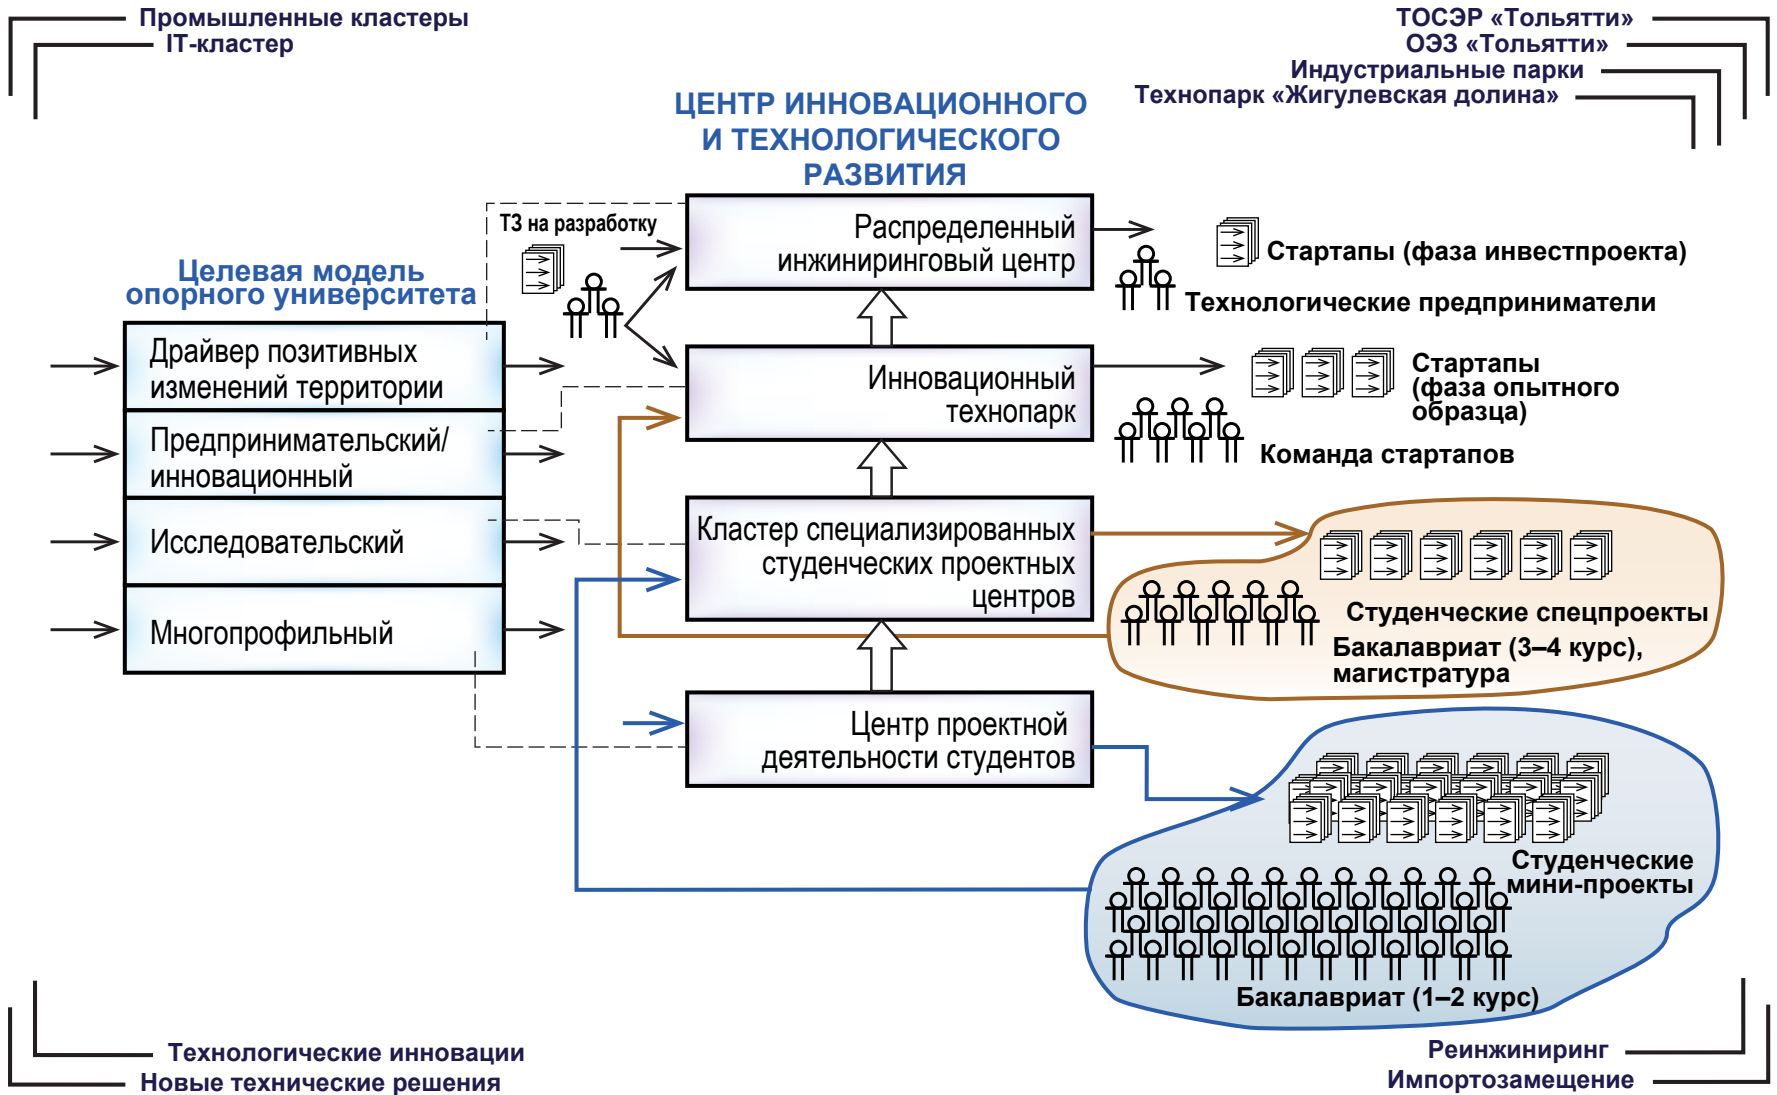 Промышленные кластеры
IT-кластер
ТОСЭР «Тольятти»
ОЭЗ «Тольятти»
Индустриальные парки
Технопарк «Жигулевская долина»
ЦЕНТР ИННОВАЦИОННОГО
И ТЕХНОЛОГИЧЕСКОГО
РАЗВИТИЯ
ТЗ на разработку
Распределенный
инжиниринговый центр
Стартапы (фаза инвестпроекта)
Технологические предприниматели
Целевая модель
опорного университета
Драйвер позитивных
изменений территории
Предпринимательский/
инновационный
Исследовательский
Многопрофильный
Инновационный
технопарк
Стартапы
(фаза опытного
образца)
Команда стартапов
Кластер специализированных
студенческих проектных
центров
Студенческие спецпроекты
Бакалавриат (3–4 курс),
магистратура
Центр проектной
деятельности студентов
Студенческие
мини-проекты
Бакалавриат (1–2 курс)
Технологические инновации
Новые технические решения
Реинжиниринг
Импортозамещение